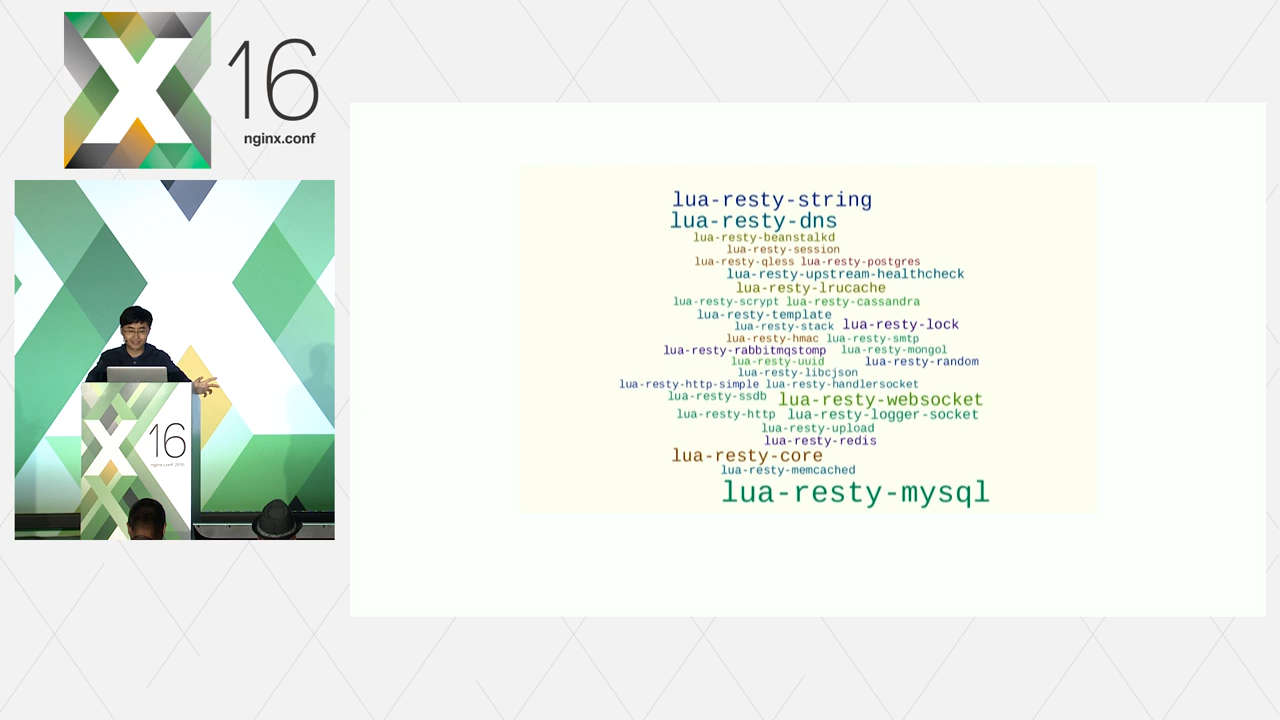 16
nginx.conf
lua-resty-string
lua-resty-dns
lua-resty-beanstalkd
lua-resty-session
lua-resty-qless lua-resty-postgres
lua-resty-upstream-healthcheck
lua-resty-lrucache
lua-resty-scrypt lua-resty-cassandra
lua-resty-template
lua-resty-stack lua-resty-lock
lua-resty-hmac lua-resty-smtp
lua-resty-rabbitmqstomp lua-resty-mongol
lua-resty-uuid lua-resty-random
lua-resty-libcjson
lua-resty-http-simple lua-resty-handlersocket
lua-resty-ssdb lua-resty-websocket
lua-resty-http lua-resty-logger-socket
lua-resty-upload
lua-resty-redis
lua-resty-core
lua-resty-memcached
lua-resty-mysql
X 16
nginx.conf 2016